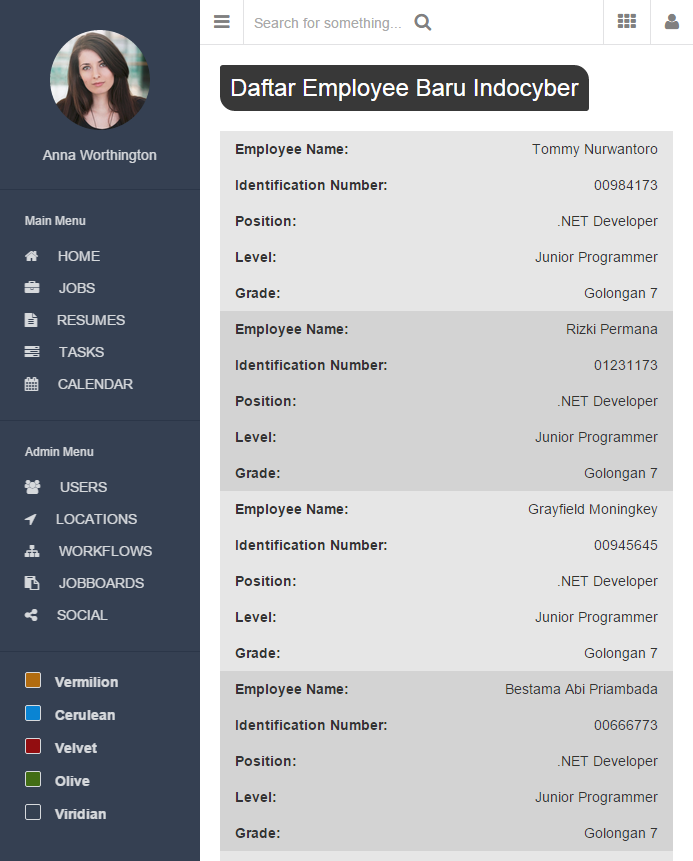 Anna Worthington
Main Menu
HOME
JOBS
RESUMES
TASKS
CALENDAR
Admin Menu
USERS
LOCATIONS
WORKFLOWS
JOBBOARDS
SOCIAL
Vermilion
Cerulean
Velvet
Olive
Viridian
Search for something...
Daftar Employee Baru Indocyber
Employee Name: Tommy Nurwantoro
Identification Number: 00984173
Position: .NET Developer
Level: Junior Programmer
Grade: Golongan 7
Employee Name: Rizki Permana
Identification Number: 01231173
Position: .NET Developer
Level: Junior Programmer
Grade: Golongan 7
Employee Name: Grayfield Moningkey
Identification Number: 00945645
Position: .NET Developer
Level: Junior Programmer
Grade: Golongan 7
Employee Name: Bestama Abi Priambada
Identification Number: 00666773
Position: .NET Developer
Level: Junior Programmer
Grade: Golongan 7